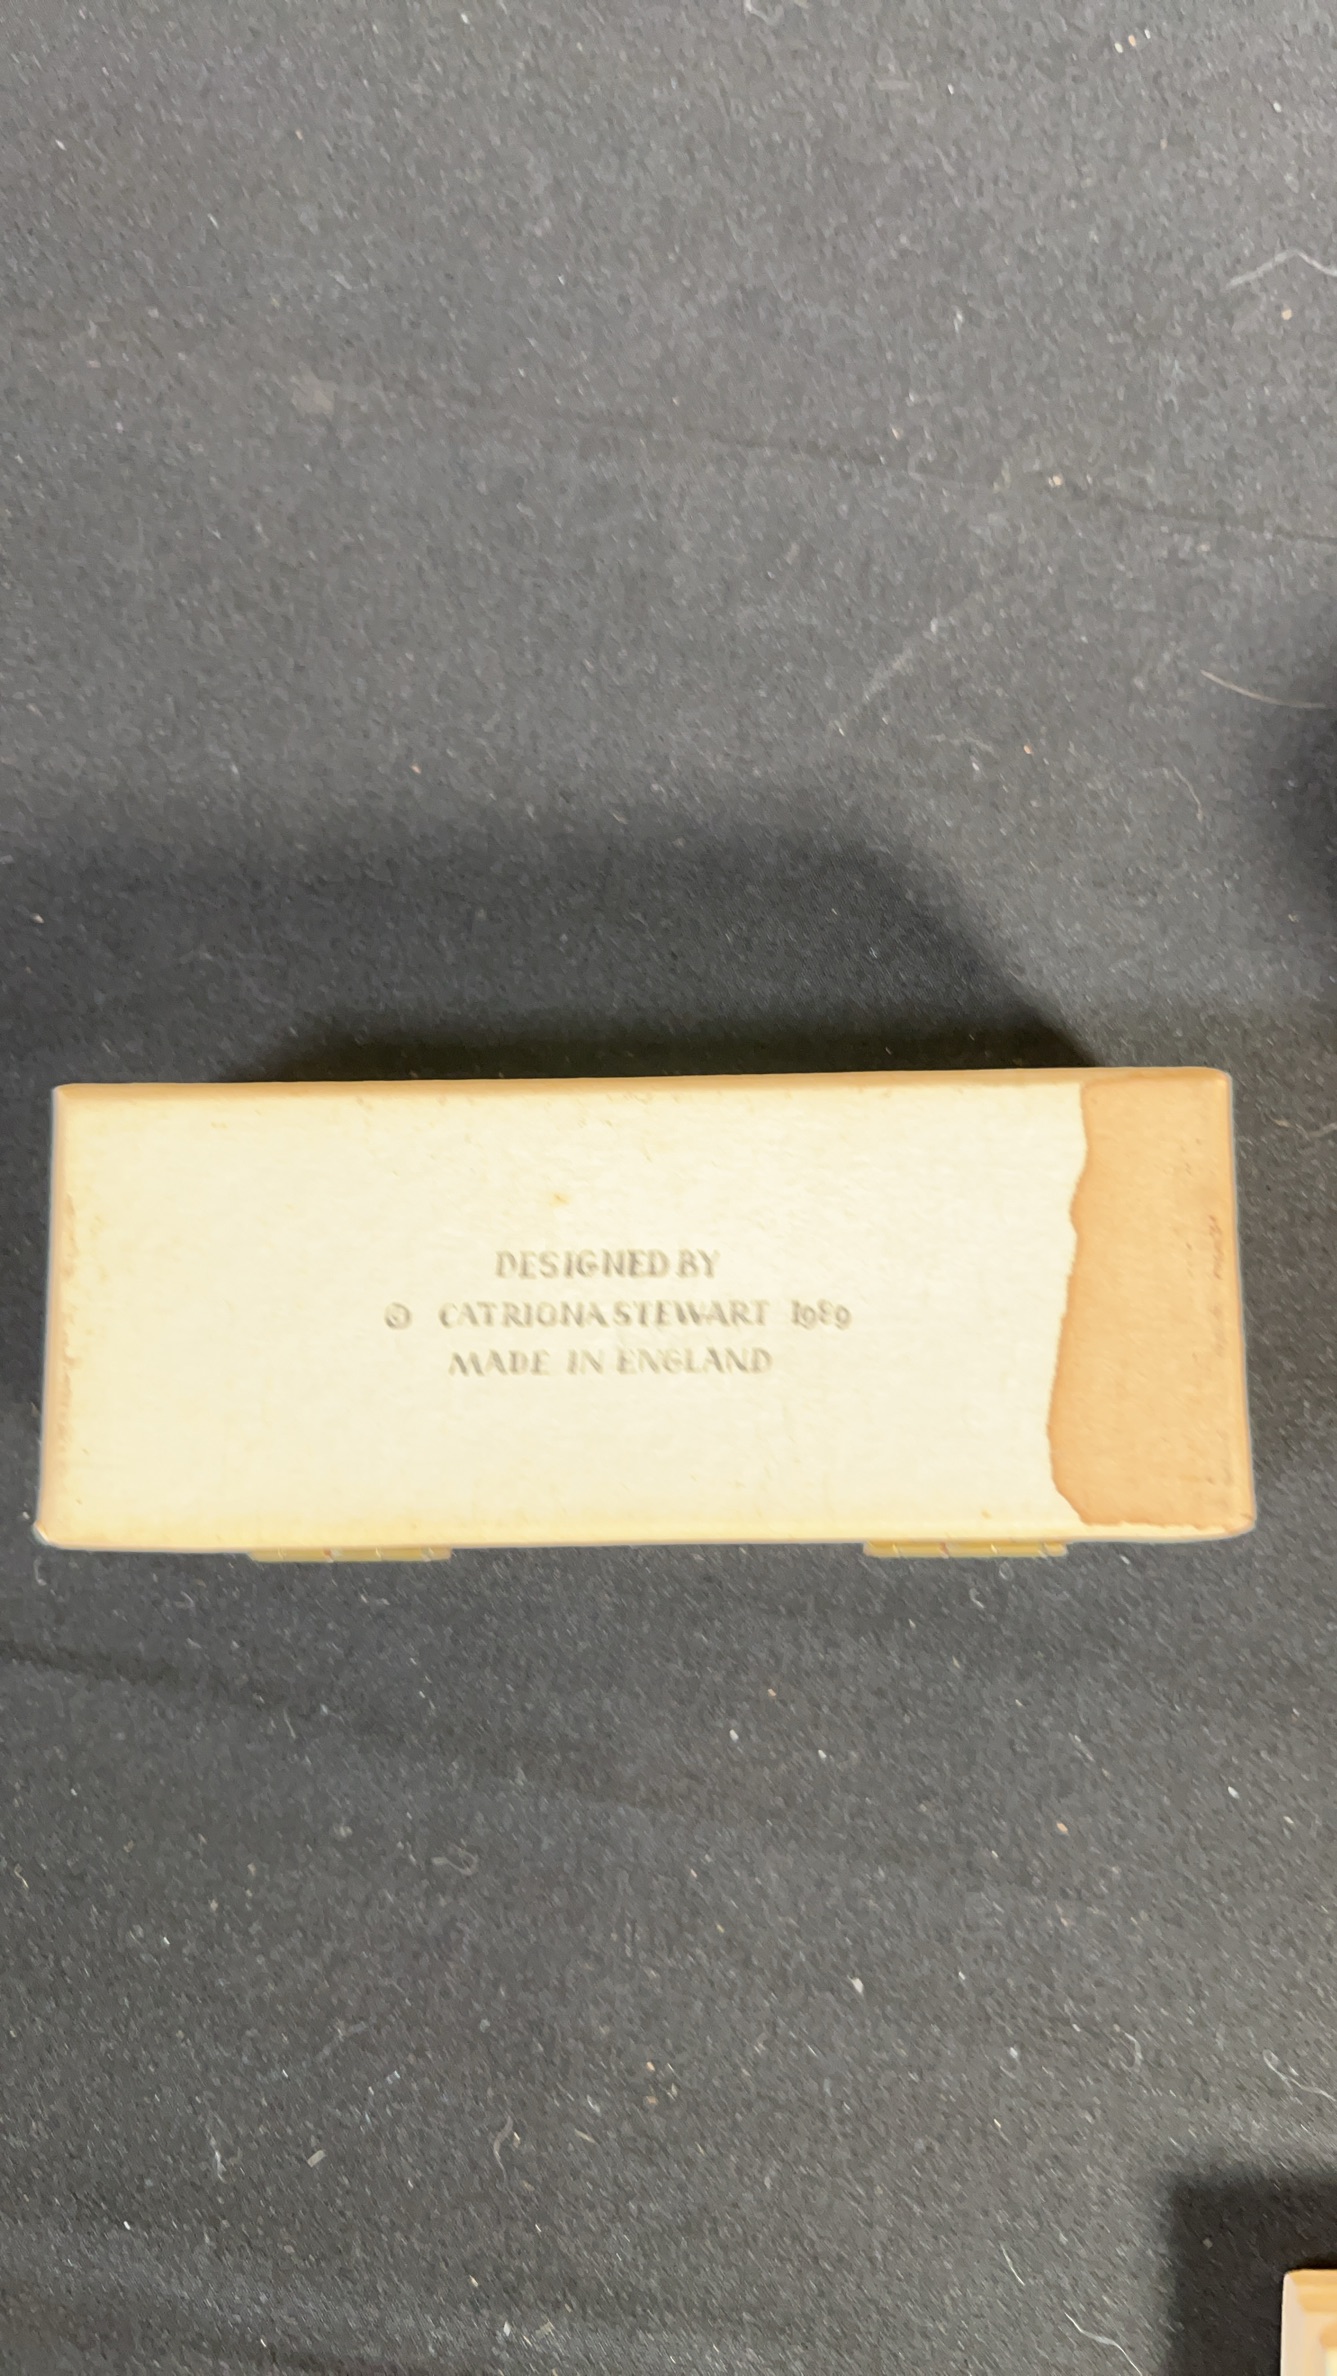 DESIGNED BY
© CATRIONA STEWART 1989
MADE IN ENGLAND